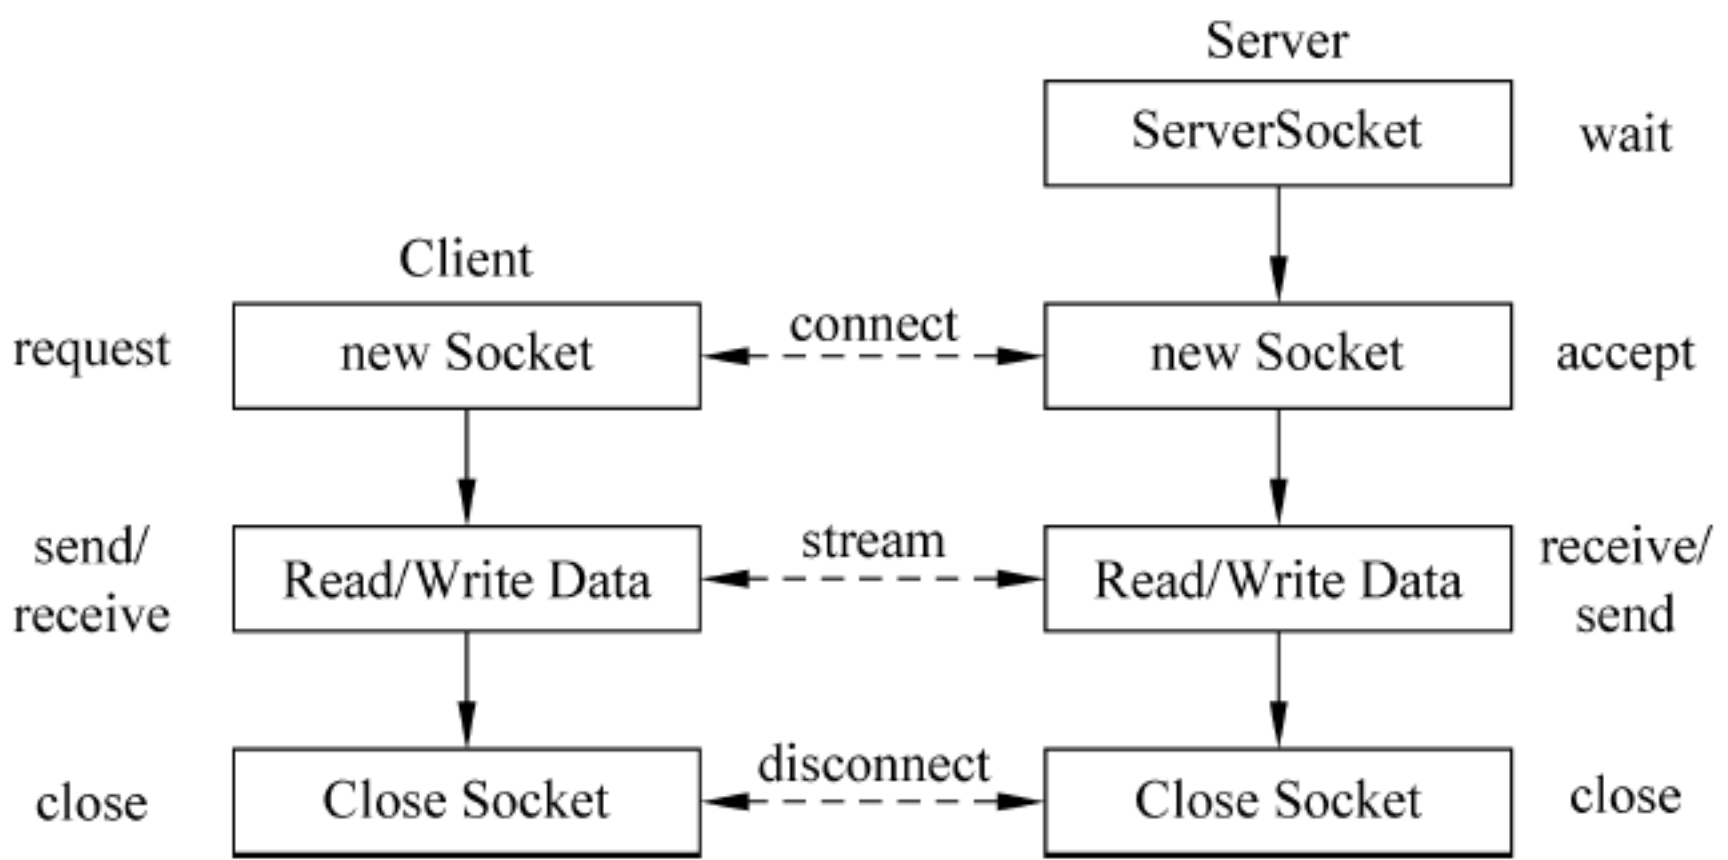 Server
ServerSocket
wait
Client
request
new Socket
connect
new Socket
accept
send/
receive
Read/Write Data
stream
Read/Write Data
receive/
send
close
Close Socket
disconnect
Close Socket
close